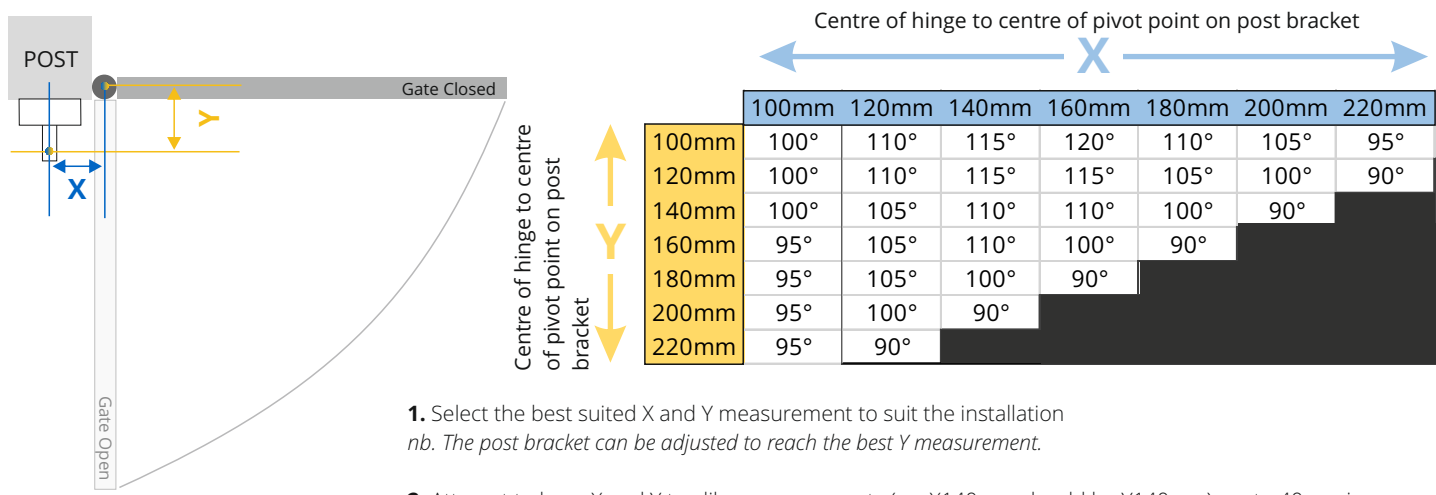 Centre of hinge to centre of pivot point on post bracket
X
POST
Gate Closed
Y
X
Gate Open
Centre of hinge to centre
of pivot point on post
bracket
Y
100mm 120mm 140mm 160mm 180mm 200mm 220mm
100mm 100° 110° 115° 120° 110° 105° 95°
120mm 100° 110° 115° 115° 105° 100° 90°
140mm 100° 105° 110° 110° 100° 90°
160mm 95° 105° 110° 100° 90°
180mm 95° 105° 100° 90°
200mm 95° 100° 90°
220mm 95° 90°
1. Select the best suited X and Y measurement to suit the installation
nb. The post bracket can be adjusted to reach the best Y measurement.